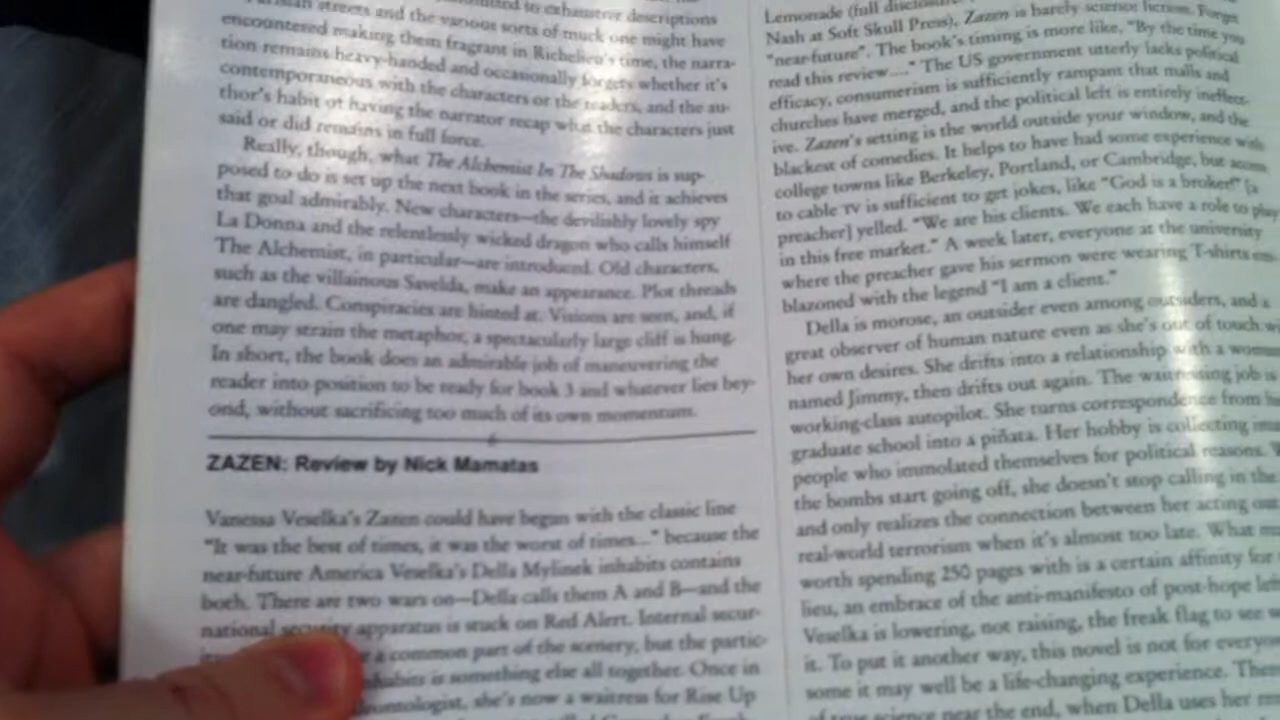 to exhaustive descriptions
streets and the various sorts of muck one might have
encountered making them fragrant in Richelieu's time, the narra-
tion remains heavy-handed and occasionally forgets whether it's
contemporaneous with the characters or the readers, and the au-
thor's habit of having the narrator recap what the characters just
said or did remains in full force.
Really, though, what The Alchemist In The Shadows is sup-
posed to do is set up the next book in the series, and it achieves
that goal admirably. New characters—the devilishly lovely spy
La Donna and the relentlessly wicked dragon who calls himself
The Alchemist, in particular—are introduced. Old characters,
such as the villainous Savelda, make an appearance. Plot threads
are dangled. Conspiracies are hinted at. Visions are seen, and, if
one may strain the metaphor, a spectacularly large cliff is hung.
In short, the book does an admirable job of maneuvering the
reader into position to be ready for book 3 and whatever lies bey-
ond, without sacrificing too much of its own momentum.
ZAZEN: Review by Nick Mamatas
Vanessa Veselka's Zazen could have begun with the classic line
"It was the best of times, it was the worst of times..." because the
near-future America Veselka's Della Mylinek inhabits contains
both. There are two wars on—Della calls them A and B—and the
national security apparatus is stuck on Red Alert. Internal secur-
a common part of the scenery, but the partic-
inhabits is something else all together. Once in
she's now a waitress for Rise Up
Lemonade (full
Nash at Soft Skull Press), Zazen is barely science fiction. Forget
"near-future". The book's timing is more like, "By the time you
read this review...." The US government utterly lacks political
efficacy, consumerism is sufficiently rampant that malls and
churches have merged, and the political left is entirely ineffect-
ive. Zazen's setting is the world outside your window, and the
blackest of comedies. It helps to have had some experience with
college towns like Berkeley, Portland, or Cambridge, but access
to cable TV is sufficient to get jokes, like "God is a broker!" [a
preacher] yelled. "We are his clients. We each have a role to play
in this free market." A week later, everyone at the university
where the preacher gave his sermon were wearing T-shirts em-
blazoned with the legend "I am a client."
Della is morose, an outsider even among outsiders, and a
great observer of human nature even as she's out of touch
her own desires. She drifts into a relationship with a
named Jimmy, then drifts out again. The waitressing job is
working-class autopilot. She turns correspondence from
graduate school into a piñata. Her hobby is collecting
people who immolated themselves for political reasons.
the bombs start going off, she doesn't stop calling in
and only realizes the connection between her acting out
real-world terrorism when it's almost too late. What
worth spending 250 pages with is a certain affinity for
lieu, an embrace of the anti-manifesto of post-hope
Veselka is lowering, not raising, the freak flag to see
it. To put it another way, this novel is not for
some it may well be a life-changing experience.
of true science near the end, when Della uses her